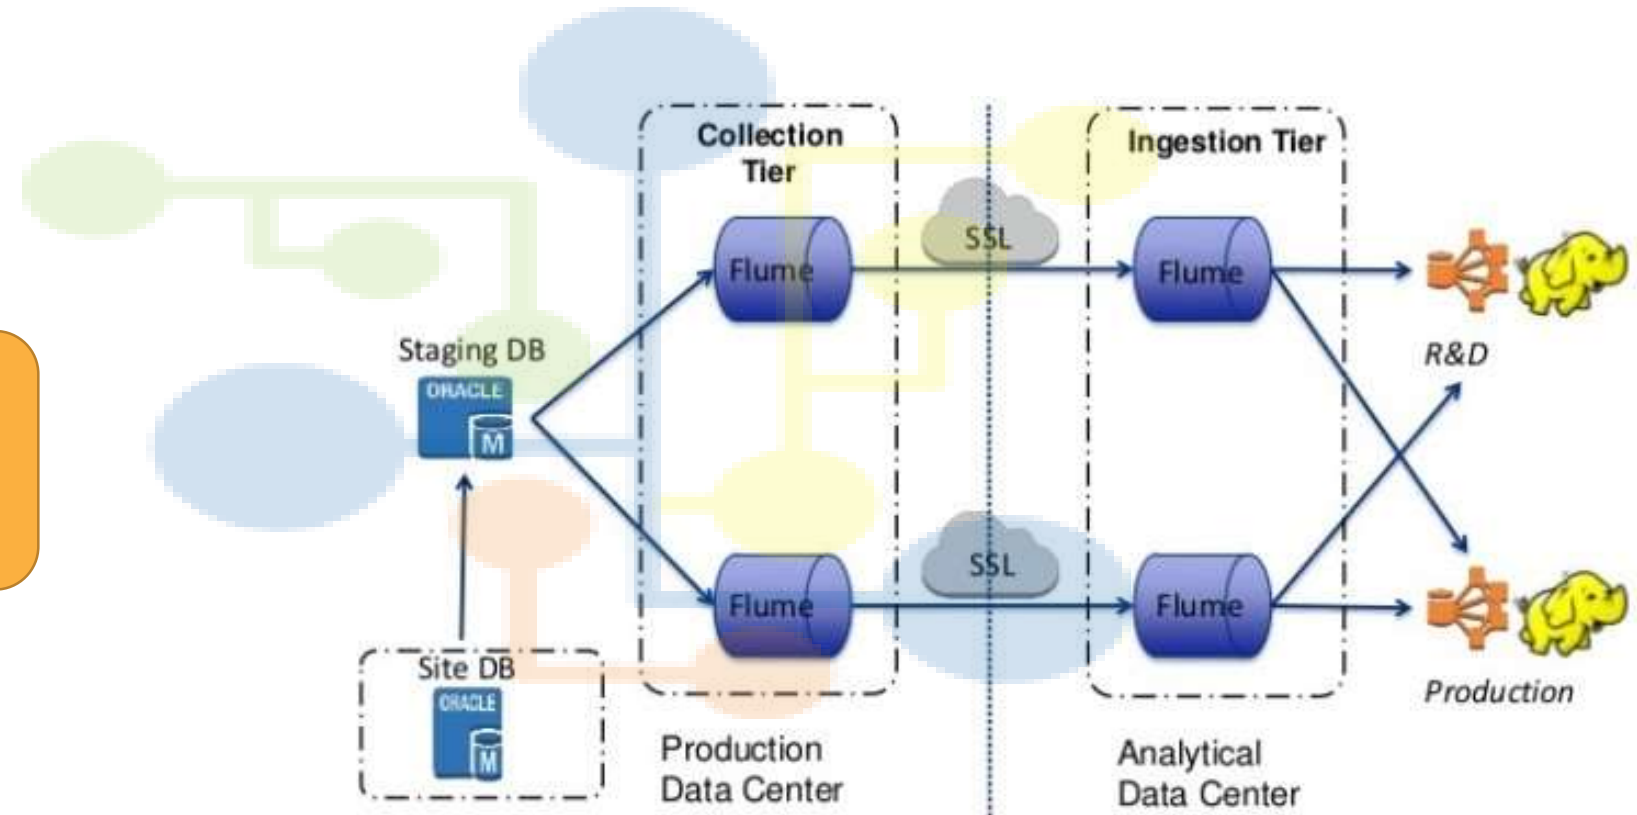 Collection
Tier
Ingestion Tier
SSL
Flume
Flume
Staging DB
ORACLE
M
R&D
SSL
Flume
Flume
Site DB
ORACLE
M
Production
Production
Data Center
Analytical
Data Center